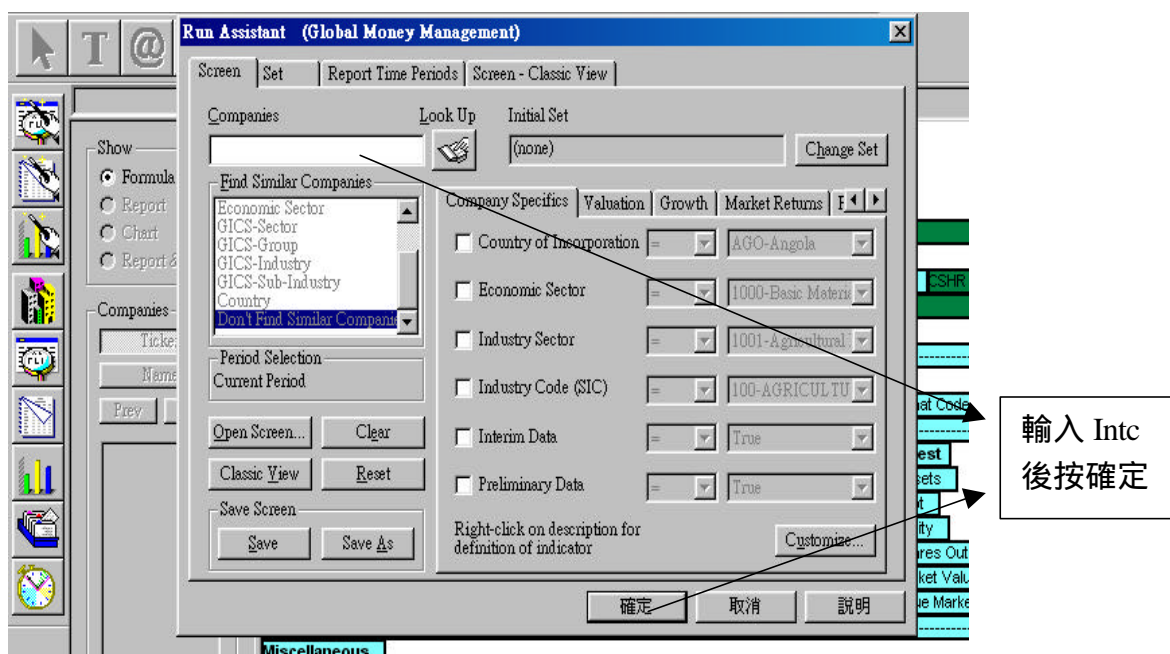 Run Assistant (Global Money Management)
T @
Screen Set Report Time Periods Screen - Classic View
Companies Look Up Initial Set
(none) Change Set
Show
Formula
Report
Chart
Report &
Find Similar Companies
Economic Sector
GICS-Sector
GICS-Group
GICS-Industry
GICS-Sub-Industry
Country
Don't Find Similar Companie
Company Specifics Valuation Growth Market Returns
Country of Incorporation = AGO-Angola
Economic Sector = 1000-Basic Materia
Industry Sector = 1001-Agricultural
Industry Code (SIC) = 100-AGRICULTU
Interim Data = True
Preliminary Data = True
Companies
Ticke
Name
Prev
Period Selection
Current Period
Open Screen... Clear
Classic View Reset
Save Screen
Save Save As
Right-click on description for
definition of indicator
Customize...
確定 取消 說明
CSHR
at Code
est
sets
ity
res Out
ket Valu
ue Marke
Miscellaneous
輸入 Intc
後按確定